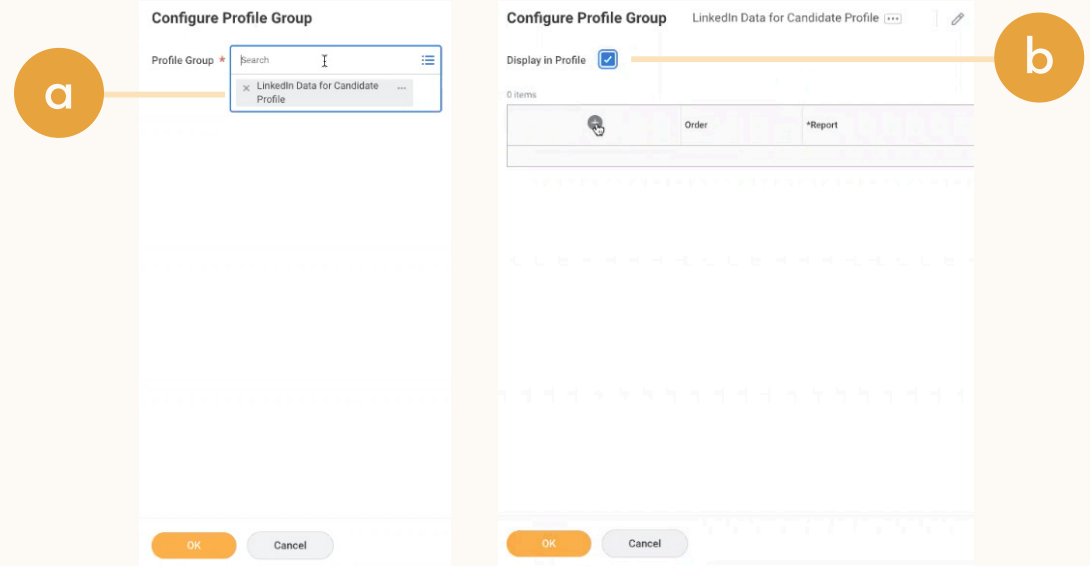 Configure Profile Group
Profile Group *
Search
LinkedIn Data for Candidate
Profile
a
OK
Cancel
Configure Profile Group
LinkedIn Data for Candidate Profile
Display in Profile
b
0 items
Order
*Report
OK
Cancel